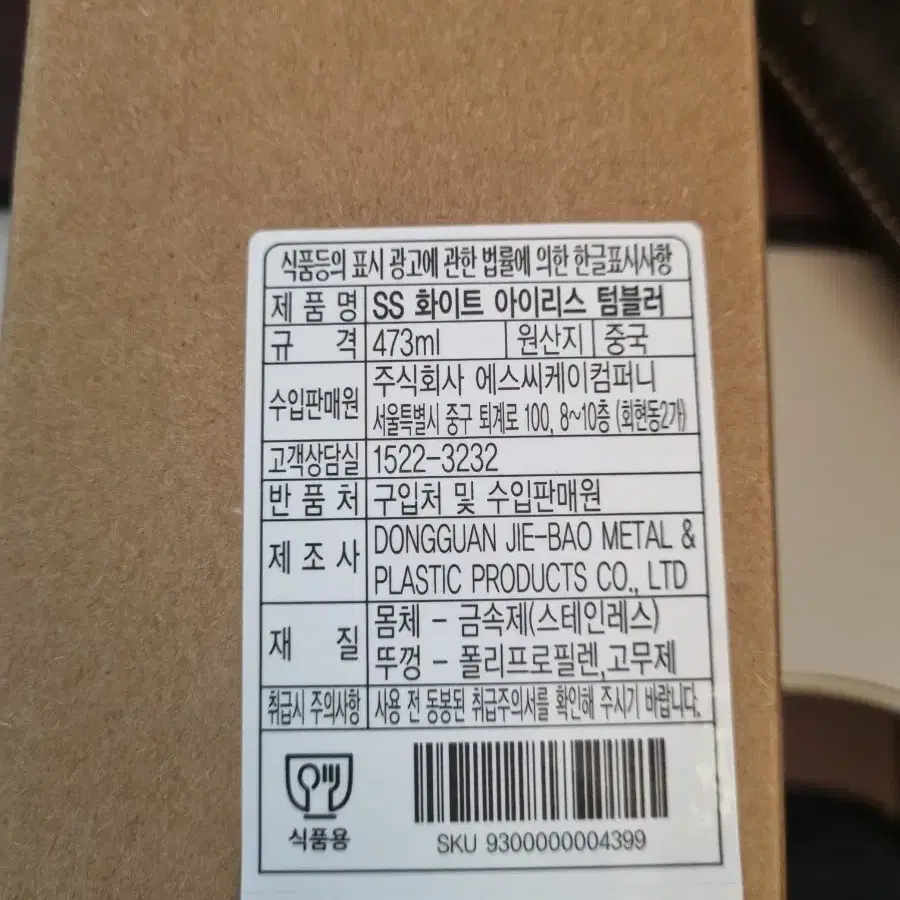 식품등의 표시 광고에 관한 법률에 의한 한글표시사항
제품명 SS 화이트 아이리스 텀블러
규격 473ml 원산지 중국
수입판매원 주식회사 에스씨케이컴퍼니
서울특별시 중구 퇴계로 100, 8~10층 (회현동2가)
고객상담실 1522-3232
반품처 구입처 및 수입판매원
제조사 DONGGUAN JIE-BAO METAL &
PLASTIC PRODUCTS CO., LTD
재질 몸체 - 금속제(스테인레스)
뚜껑 - 폴리프로필렌,고무제
취급시 주의사항 사용 전 동봉된 취급주의서를 확인해 주시기 바랍니다.
식품용
SKU 9300000004399